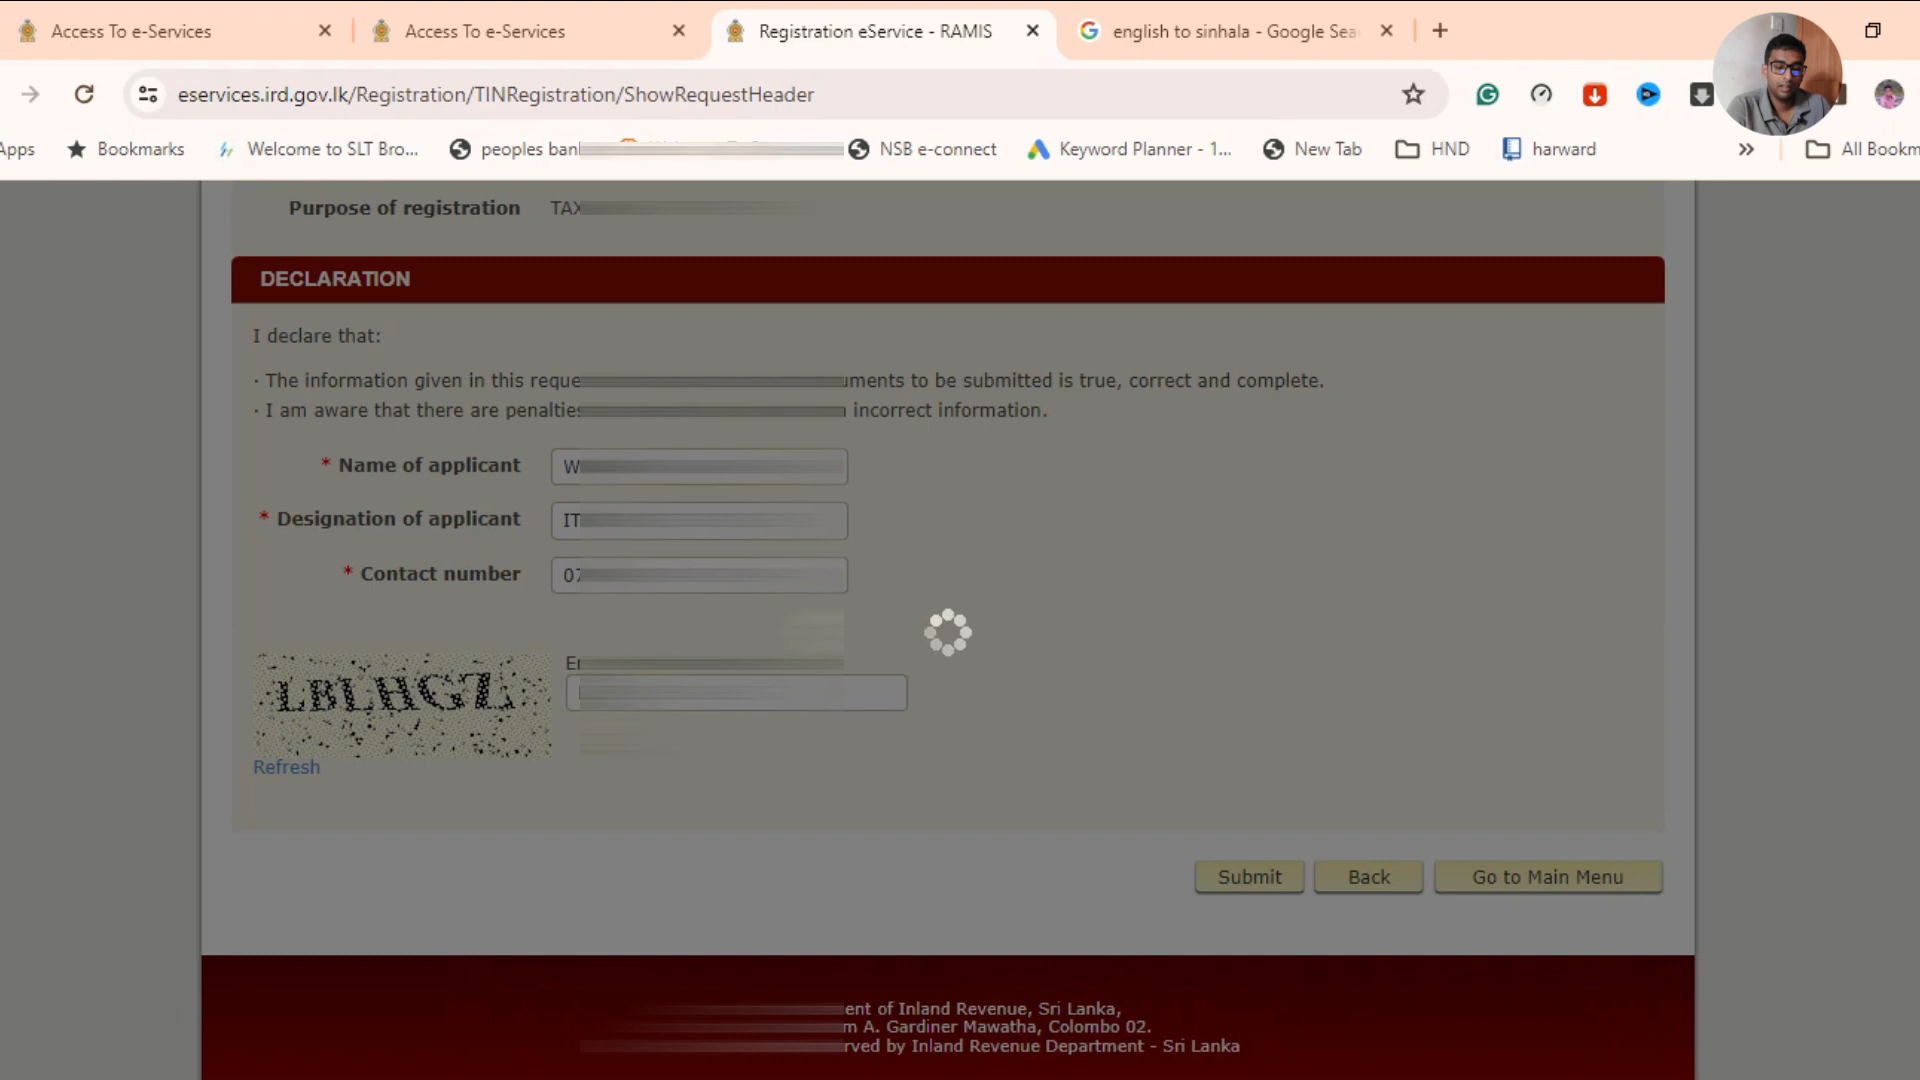 Access To e-Services
Access To e-Services
Registration eService - RAMIS
english to sinhala - Google Sea
eservices.ird.gov.lk/Registration/TINRegistration/ShowRequestHeader
Apps
Bookmarks
Welcome to SLT Bro...
peoples
NSB e-connect
Keyword Planner - 1...
New Tab
HND
harward
All Bookm
Purpose of registration TAX
DECLARATION
I declare that:
· The information given in this reque uments to be submitted is true, correct and complete.
· I am aware that there are penalties incorrect information.
* Name of applicant W
* Designation of applicant IT
* Contact number 07
LBLHGZ
Refresh
Submit
Back
Go to Main Menu
ent of Inland Revenue, Sri Lanka,
m A. Gardiner Mawatha, Colombo 02.
rved by Inland Revenue Department - Sri Lanka